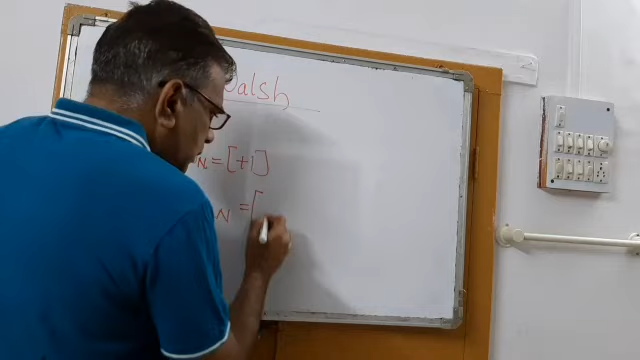 Walsh
N = [+1]
N = [